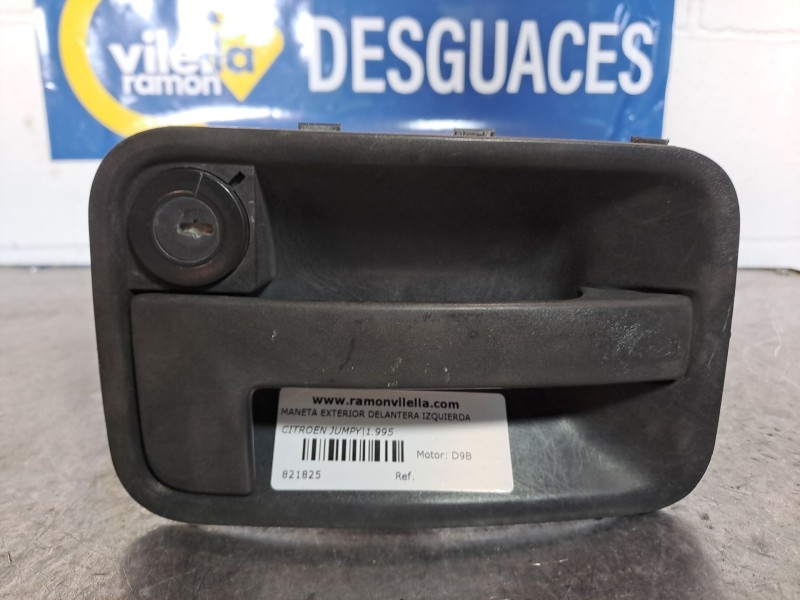 vilella
ramon
DESGUACES
www.ramonvilella.com
MANETA EXTERIOR DELANTERA IZQUIERDA
CITROEN JUMPY|1.995
Motor: D9B
821825
Ref.